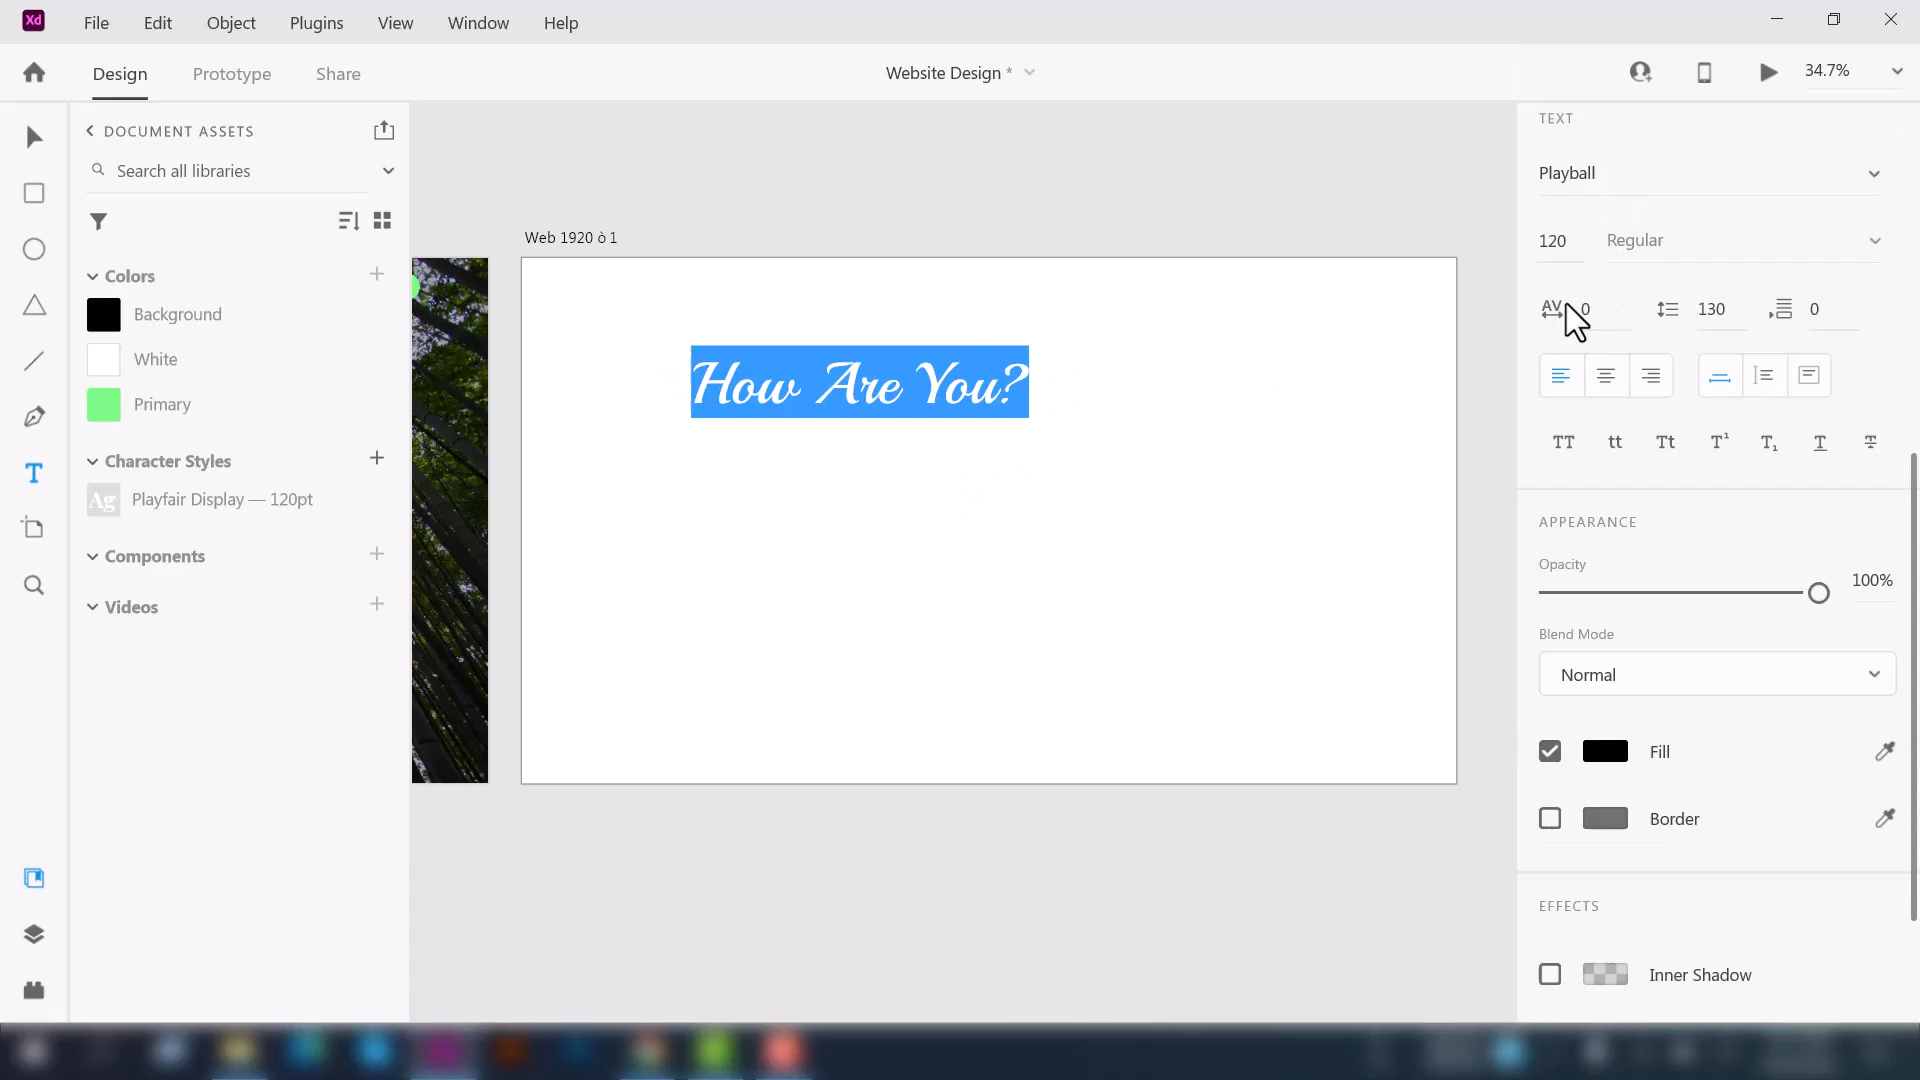 Xd File Edit Object Plugins View Window Help
Design Prototype Share Website Design * 34.7%
DOCUMENT ASSETS
Search all libraries
Colors
Background
White
Primary
Character Styles
Ag Playfair Display — 120pt
Components
Videos
Web 1920 ò 1
How Are You?
TEXT
Playball
120 Regular
AV 0 130 0
TT tt Tt T1 T1 T T
APPEARANCE
Opacity
100%
Blend Mode
Normal
Fill
Border
EFFECTS
Inner Shadow